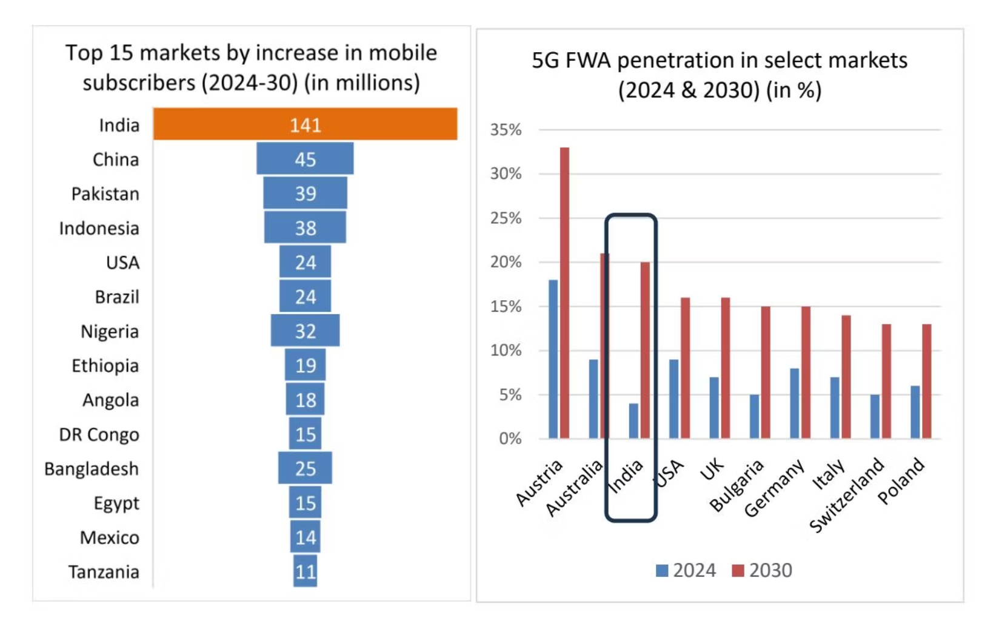 Top 15 markets by increase in mobile
subscribers (2024-30) (in millions)
India 141
China 45
Pakistan 39
Indonesia 38
USA 24
Brazil 24
Nigeria 32
Ethiopia 19
Angola 18
DR Congo 15
Bangladesh 25
Egypt 15
Mexico 14
Tanzania 11
5G FWA penetration in select markets
(2024 & 2030) (in %)
35%
30%
25%
20%
15%
10%
5%
0%
Austria
Australia
India
USA
UK
Bulgaria
Germany
Italy
Switzerland
Poland
2024 2030